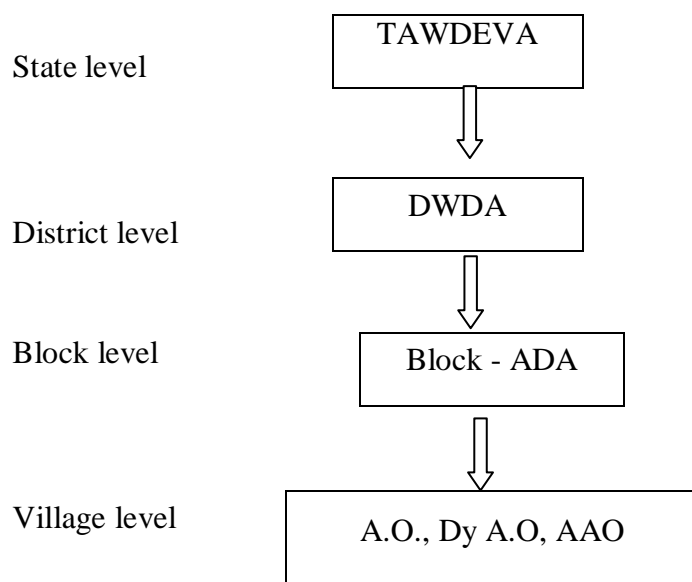 TAWDEVA
State level
DWDA
District level
Block level
Block - ADA
Village level
A.O., Dy A.O, AAO